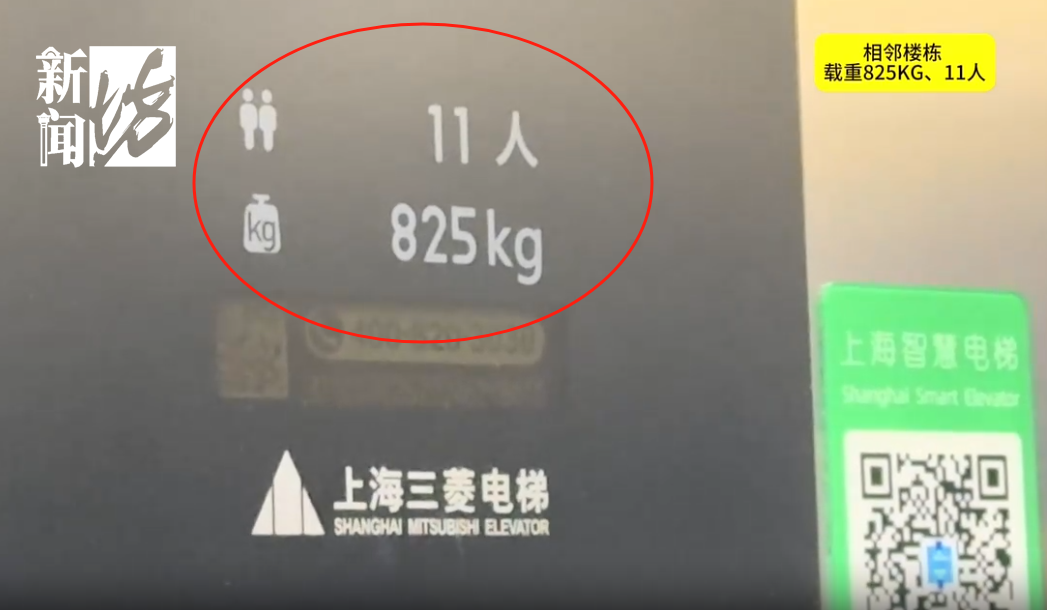 新闻坊
相邻楼栋
载重825KG、11人
11人
kg
825kg
上海智慧电梯
Shanghai Smart Elevator
上海三菱电梯
SHANGHAI MITSUBISHI ELEVATOR